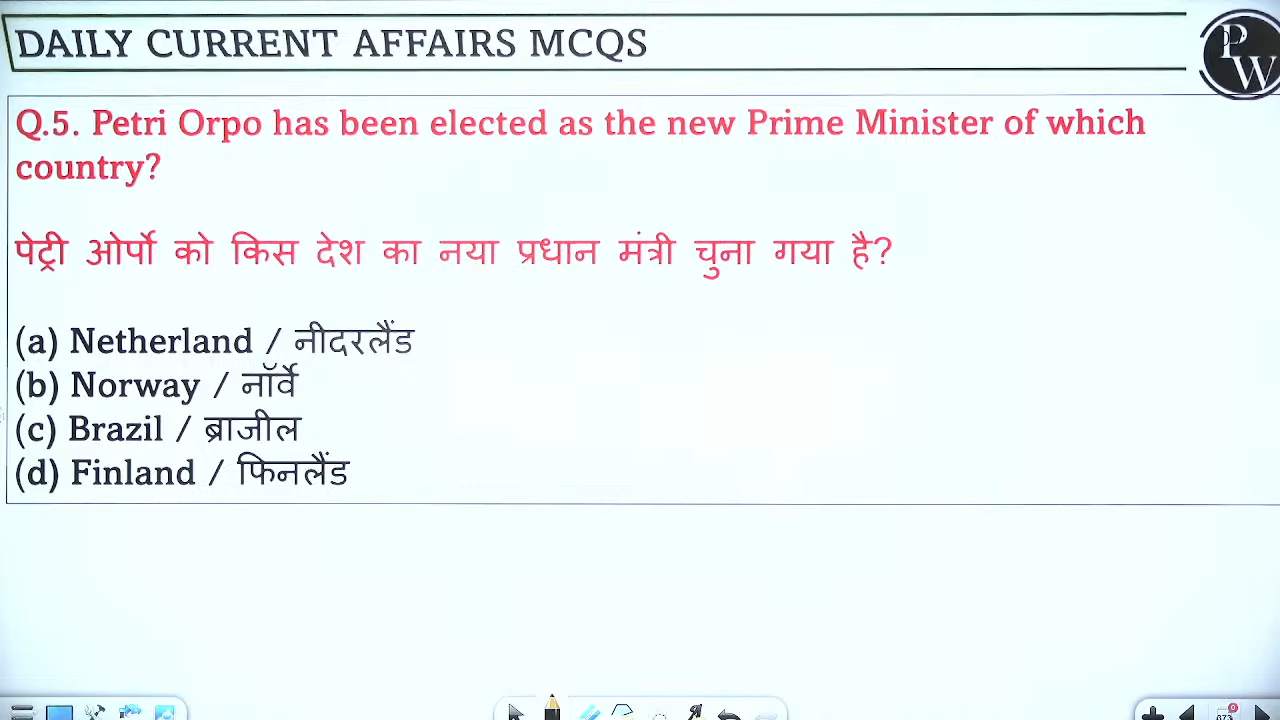 DAILY CURRENT AFFAIRS MCQS
PW
Q.5. Petri Orpo has been elected as the new Prime Minister of which
country?
पेट्री ओर्पो को किस देश का नया प्रधान मंत्री चुना गया है?
(a) Netherland / नीदरलैंड
(b) Norway / नॉर्वे
(c) Brazil / ब्राजील
(d) Finland / फिनलैंड